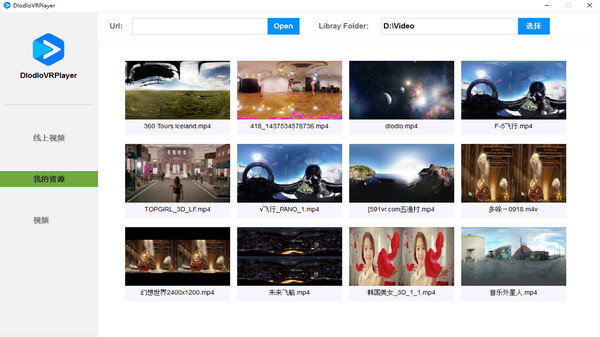 DlodloVRPlayer
Url:
Open
Libray Folder:
D:\Video
选择
DlodloVRPlayer
线上视频
我的资源
视频
360 Tours Iceland.mp4
418_1437534578736.mp4
dlodlo.mp4
F-5飞行.mp4
TOPGIRL_3D_LF.mp4
v飞行_PANO_1.mp4
[591vr.com五渔村.mp4
多哚－0918.m4v
幻想世界2400x1200.mp4
未来飞船.mp4
韩国美女_3D_1_1.mp4
音乐外星人.mp4